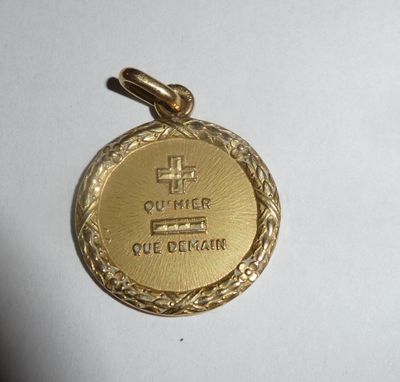 +
QU'HIER
-
QUE DEMAIN